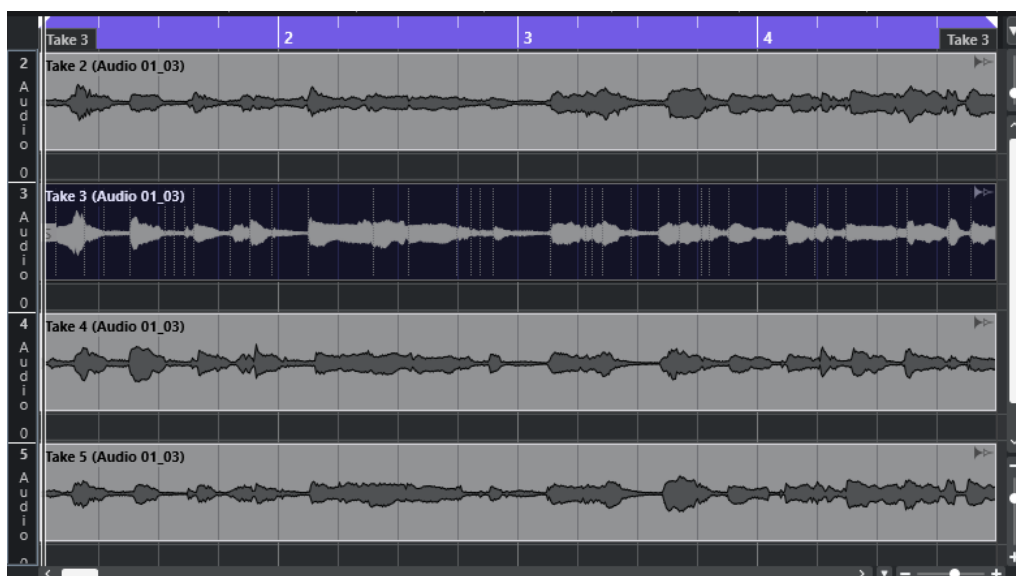 Take 3
2
3
4
Take 3
2
Audio
0
Take 2 (Audio 01_03)
3
Audio
0
Take 3 (Audio 01_03)
S
4
Audio
0
Take 4 (Audio 01_03)
5
Audio
0
Take 5 (Audio 01_03)